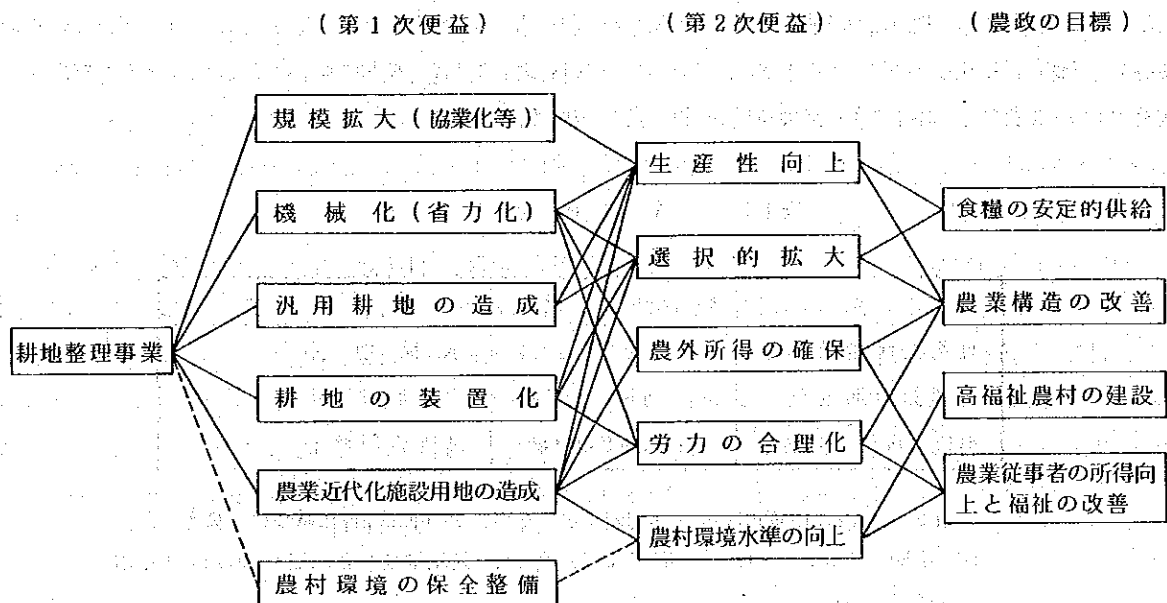 （第1次便益）
（第2次便益）
（農政の目標）
規模拡大（協業化等）
機械化（省力化）
汎用耕地の造成
耕地の装置化
農業近代化施設用地の造成
農村環境の保全整備
耕地整理事業
生産性向上
選択的拡大
農外所得の確保
労力の合理化
農村環境水準の向上
食糧の安定的供給
農業構造の改善
高福祉農村の建設
農業従事者の所得向
上と福祉の改善